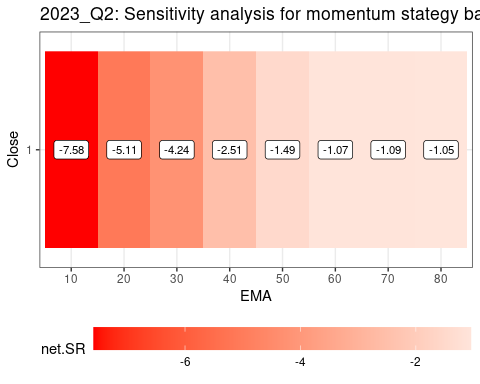 2023_Q2: Sensitivity analysis for momentum stategy ba
Close
1
-7.58 -5.11 -4.24 -2.51 -1.49 -1.07 -1.09 -1.05
10 20 30 40 50 60 70 80
EMA
net.SR
-6 -4 -2